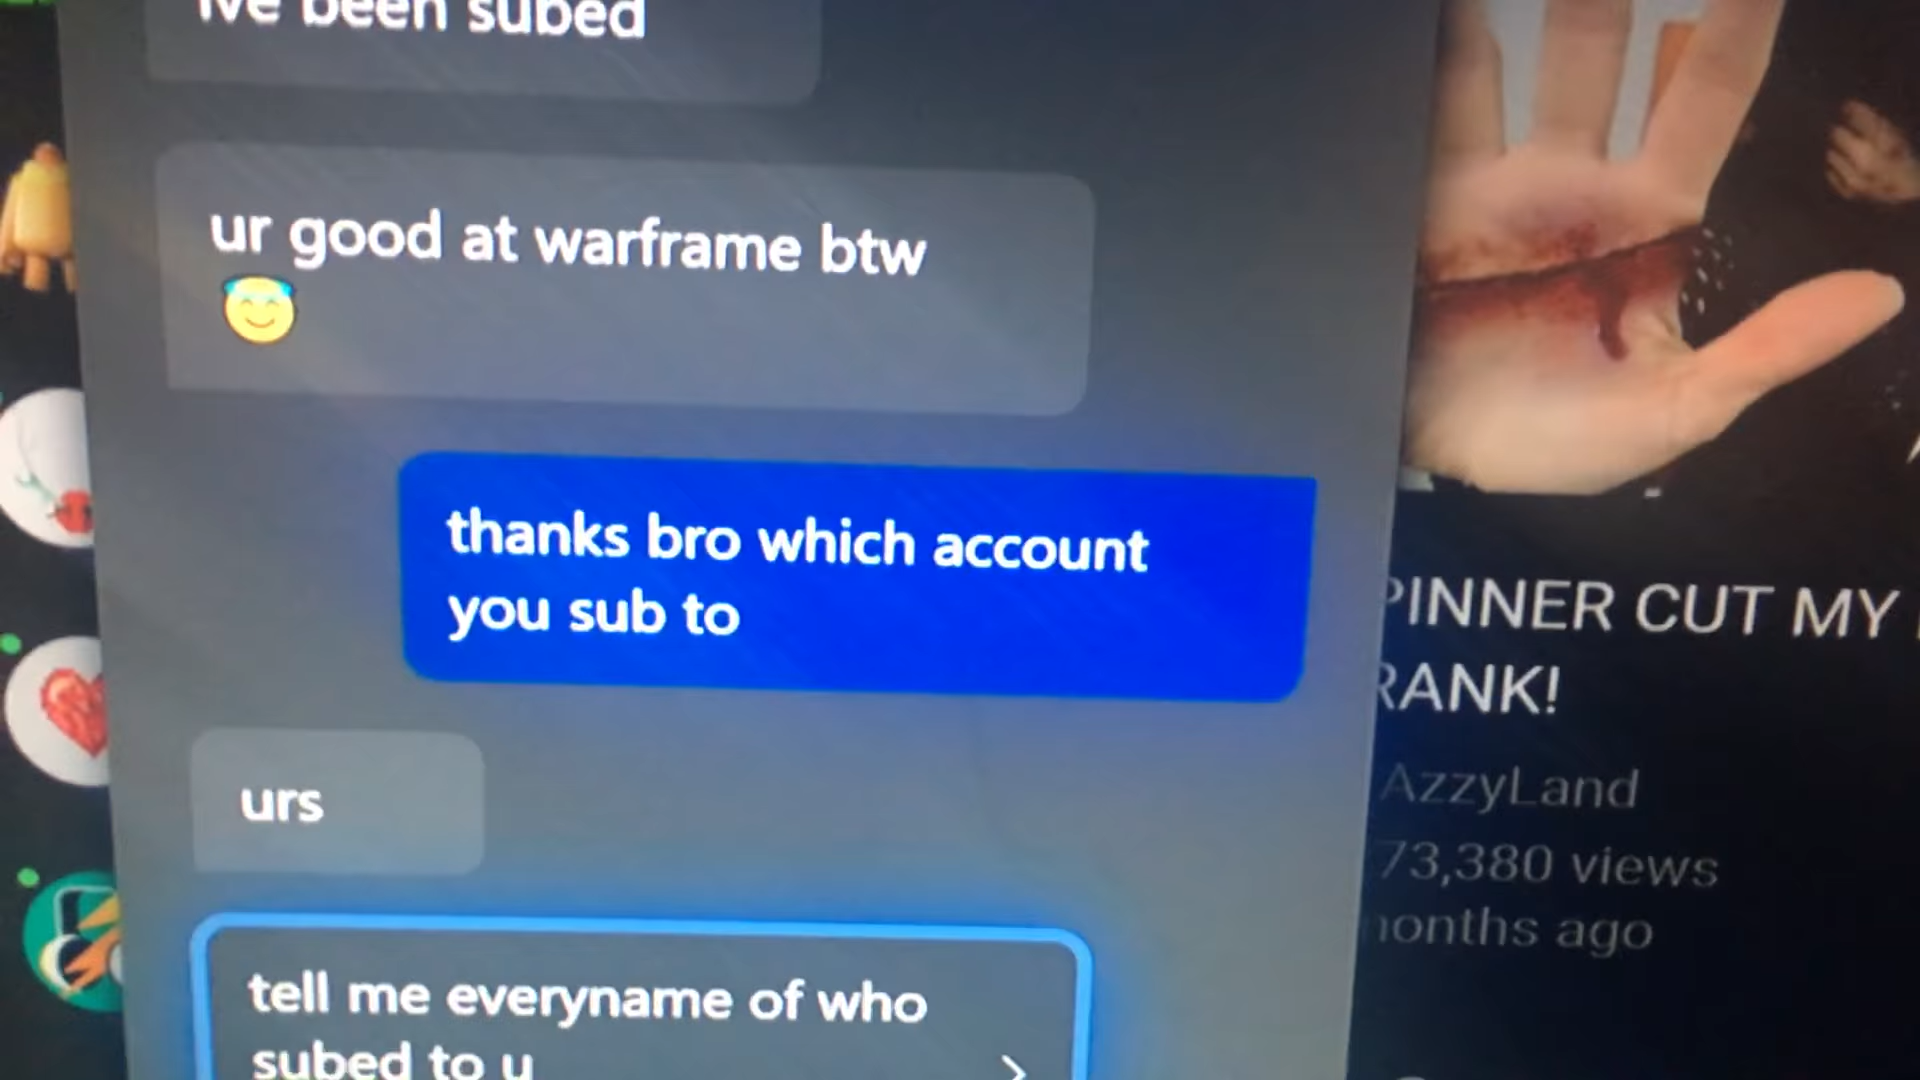 ive been subed
ur good at warframe btw
thanks bro which account
you sub to
urs
tell me everyname of who
subed to u
PINNER CUT MY
RANK!
AzzyLand
73,380 views
onths ago